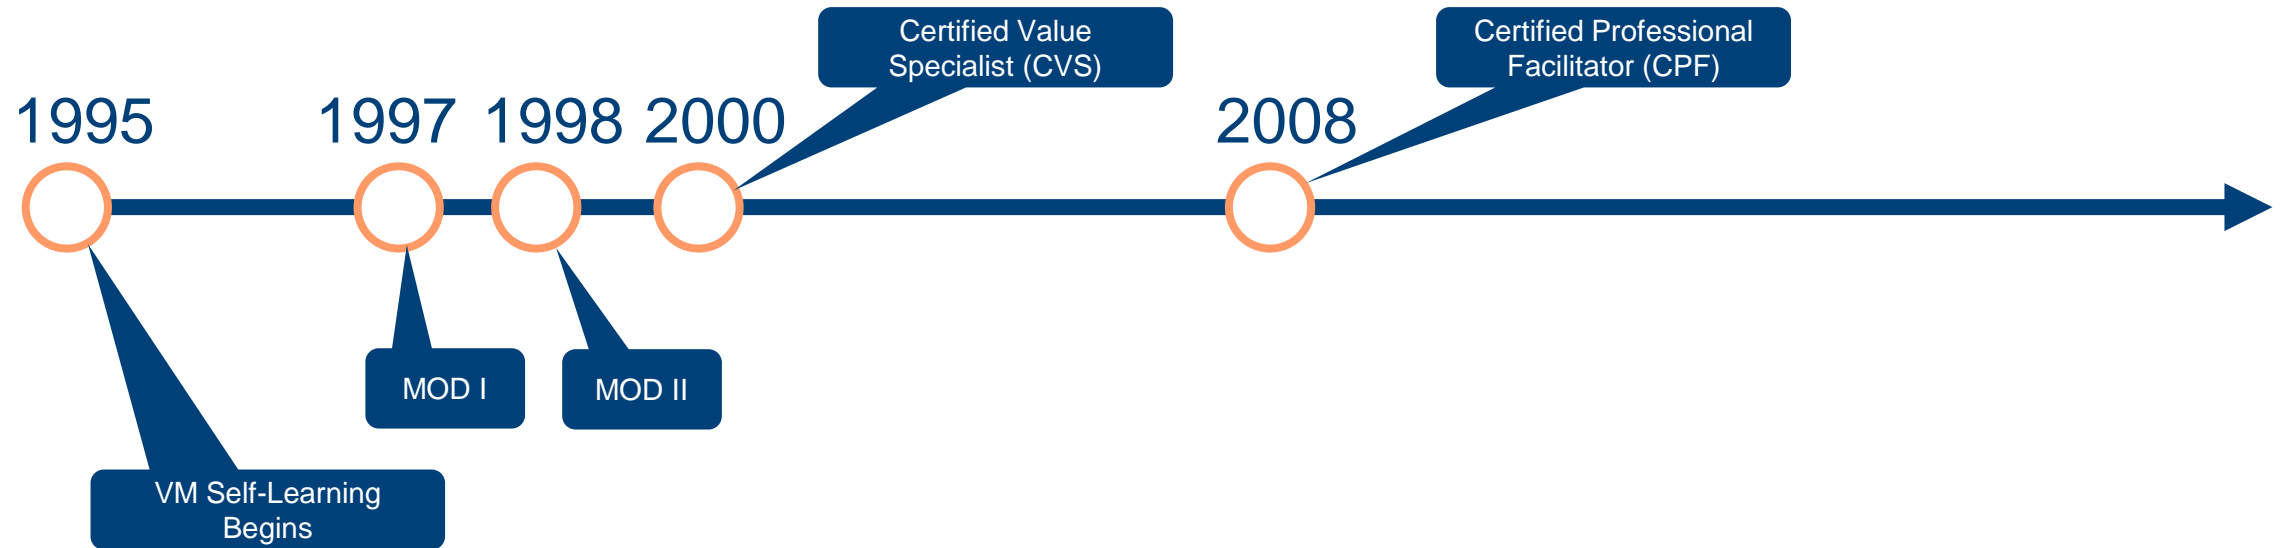 Certified Value
Specialist (CVS)
Certified Professional
Facilitator (CPF)
1995
1997
1998
2000
2008
MOD I
MOD II
VM Self-Learning
Begins